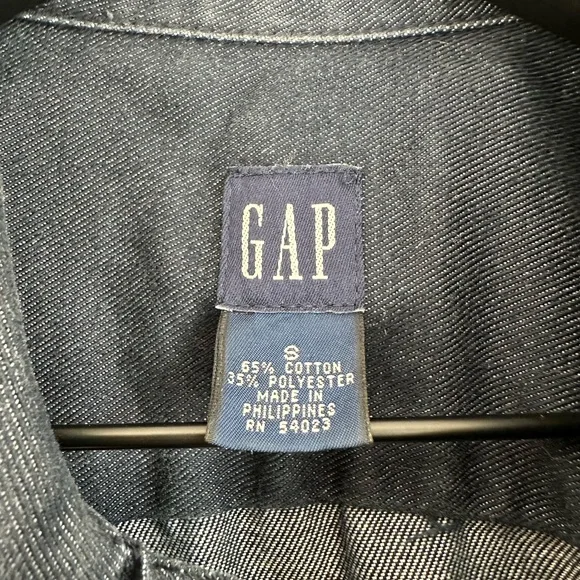 GAP
S
65% COTTON
35% POLYESTER
MADE IN
PHILIPPINES
RN 54023